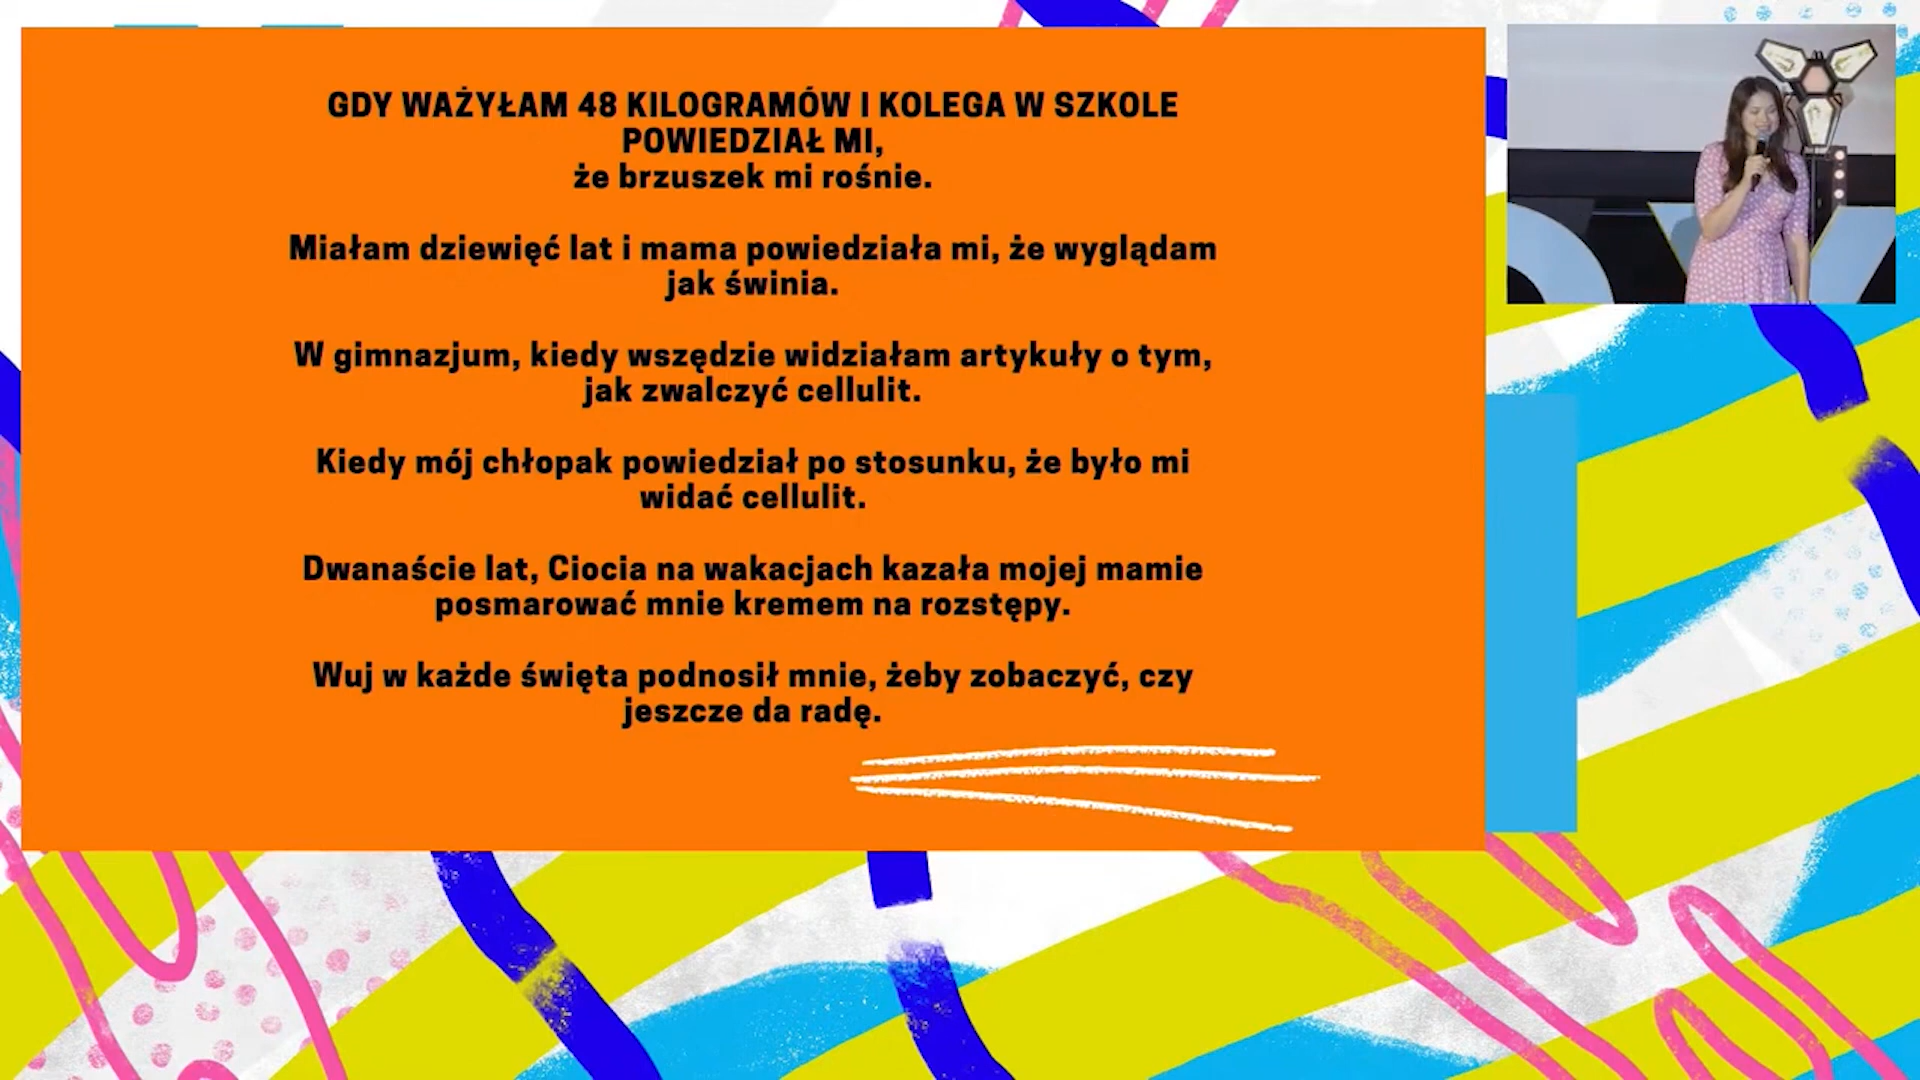 GDY WAŻYŁAM 48 KILOGRAMÓW I KOLEGA W SZKOLE
POWIEDZIAŁ MI,
że brzuszek mi rośnie.
Miałam dziewięć lat i mama powiedziała mi, że wyglądam
jak świnia.
W gimnazjum, kiedy wszędzie widziałam artykuły o tym,
jak zwalczyć cellulit.
Kiedy mój chłopak powiedział po stosunku, że było mi
widać cellulit.
Dwanaście lat, Ciocia na wakacjach kazała mojej mamie
posmarować mnie kremem na rozstępy.
Wuj w każde święta podnosił mnie, żeby zobaczyć, czy
jeszcze da radę.